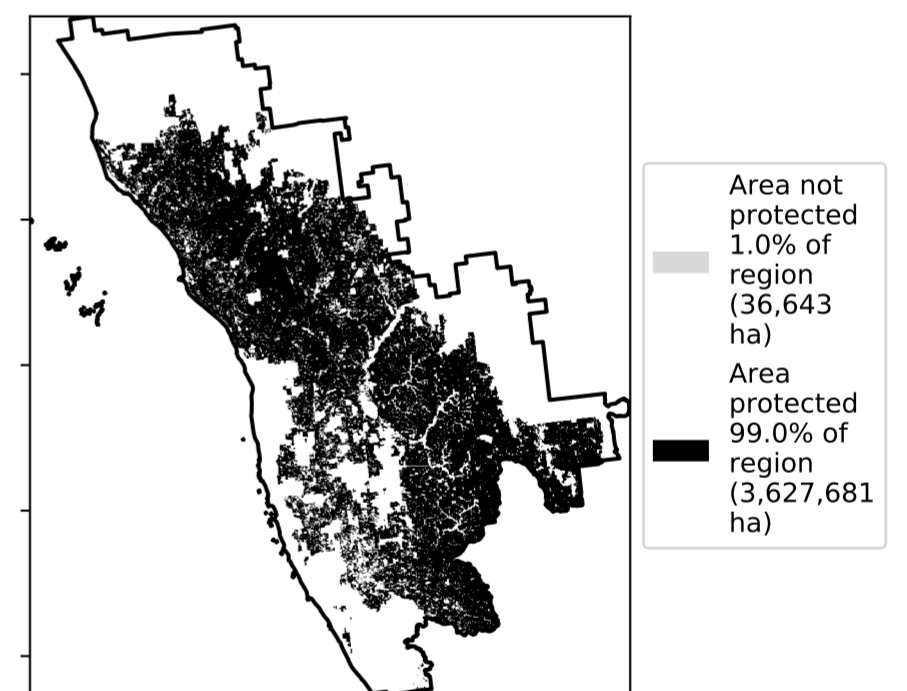 Area not
protected
1.0% of
region
(36,643
ha)
Area
protected
99.0% of
region
(3,627,681
ha)